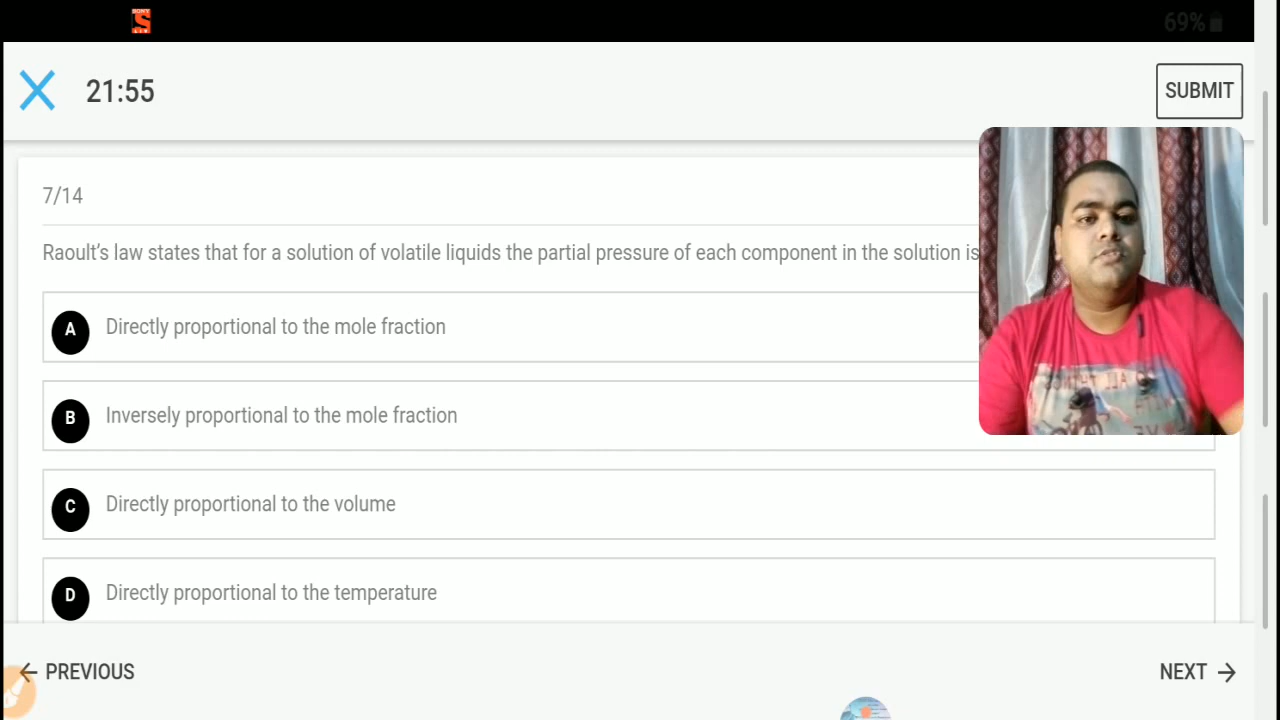 69%
21:55
SUBMIT
7/14
Raoult's law states that for a solution of volatile liquids the partial pressure of each component in the solution is
A Directly proportional to the mole fraction
B Inversely proportional to the mole fraction
C Directly proportional to the volume
D Directly proportional to the temperature
← PREVIOUS
NEXT →